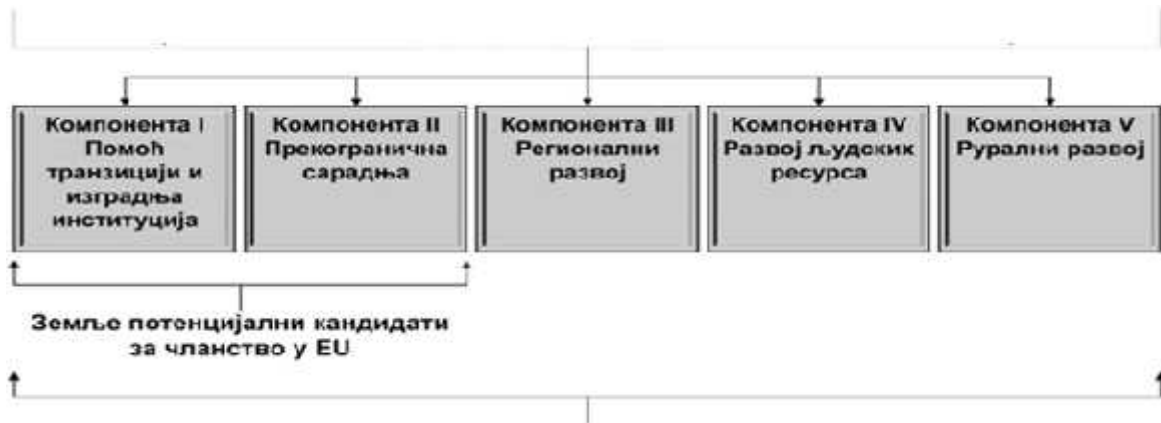 Компонента I
Помоћ
транзицији и
изградња
институција
Компонента II
Прекогранична
сарадња
Компонента III
Регионални
развој
Компонента IV
Развој људских
ресурса
Компонента V
Рурални развој
Земље потенцијални кандидати
за чланство у EU